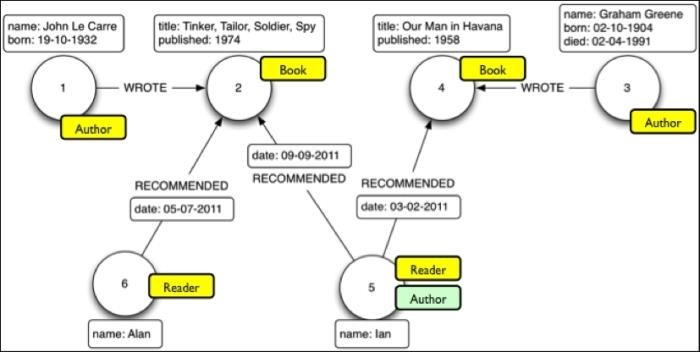 name: John Le Carre
born: 19-10-1932
title: Tinker, Tailor, Soldier, Spy
published: 1974
title: Our Man in Havana
published: 1958
name: Graham Greene
born: 02-10-1904
died: 02-04-1991
1
WROTE
2
Book
4
Book
WROTE
3
Author
Author
date: 09-09-2011
RECOMMENDED
RECOMMENDED
RECOMMENDED
date: 05-07-2011
date: 03-02-2011
6
Reader
5
Reader
Author
name: Alan
name: Ian